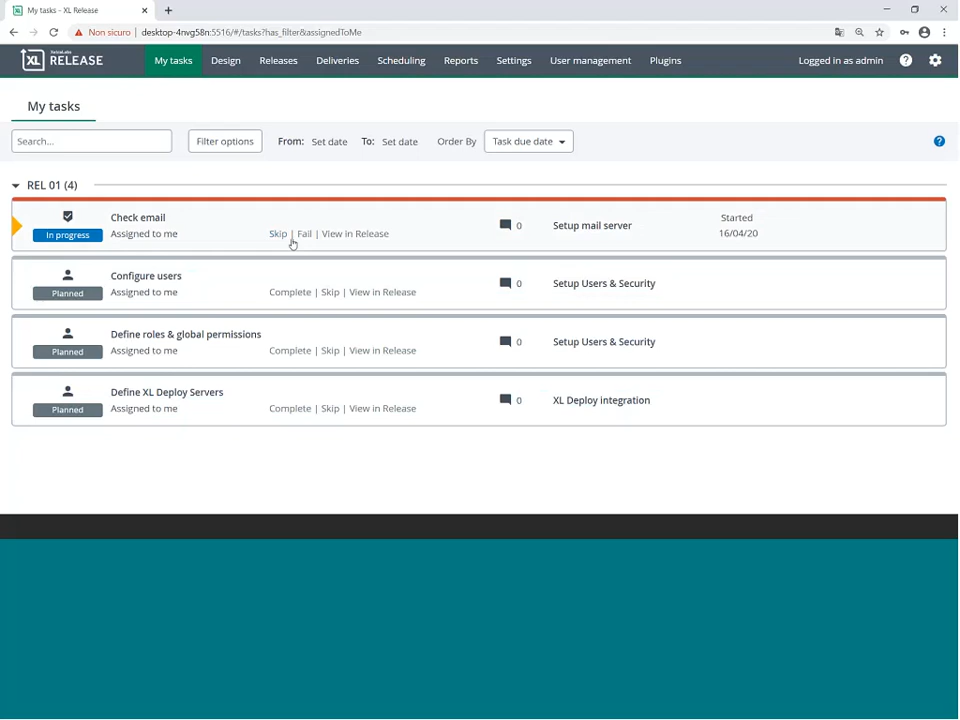 My tasks - XL Release
Non sicuro
desktop-4nvg58n:5516/#/tasks?has_filter&assignedToMe
XL RELEASE
My tasks Design Releases Deliveries Scheduling Reports Settings User management Plugins Logged in as admin
My tasks
Search... Filter options From: Set date To: Set date Order By Task due date
REL 01 (4)
Check email
In progress Assigned to me Skip | Fail | View in Release 0 Setup mail server Started 16/04/20
Configure users
Planned Assigned to me Complete | Skip | View in Release 0 Setup Users & Security
Define roles & global permissions
Planned Assigned to me Complete | Skip | View in Release 0 Setup Users & Security
Define XL Deploy Servers
Planned Assigned to me Complete | Skip | View in Release 0 XL Deploy integration